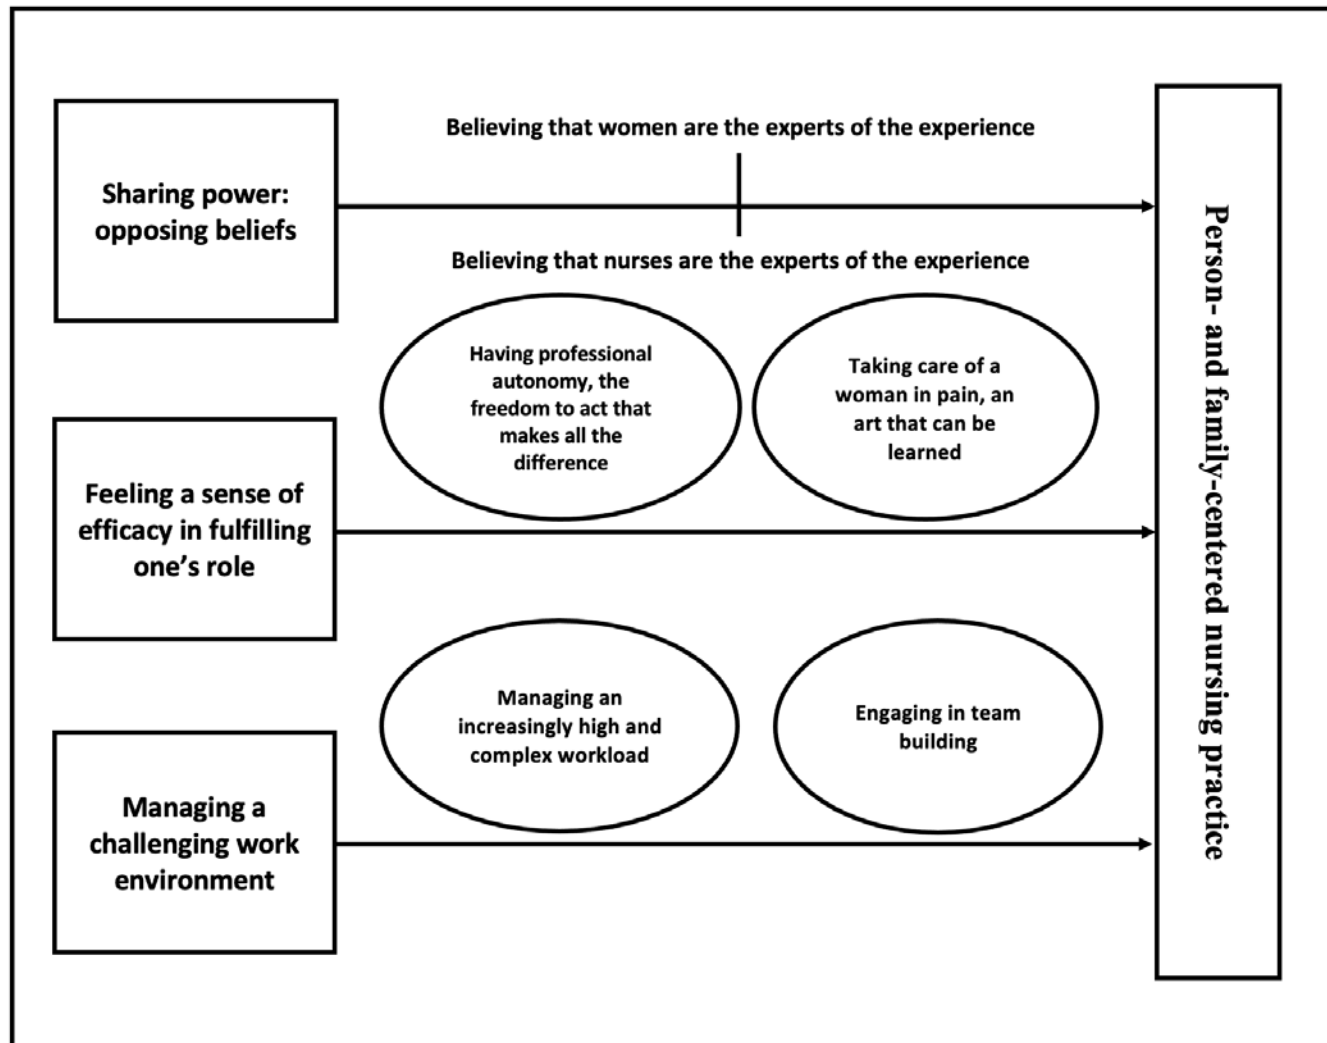 Sharing power:
opposing beliefs
Believing that women are the experts of the experience
Believing that nurses are the experts of the experience
Feeling a sense of
efficacy in fulfilling
one's role
Having professional
autonomy, the
freedom to act that
makes all the
difference
Taking care of a
woman in pain, an
art that can be
learned
Managing a
challenging work
environment
Managing an
increasingly high and
complex workload
Engaging in team
building
Person- and family-centered nursing practice